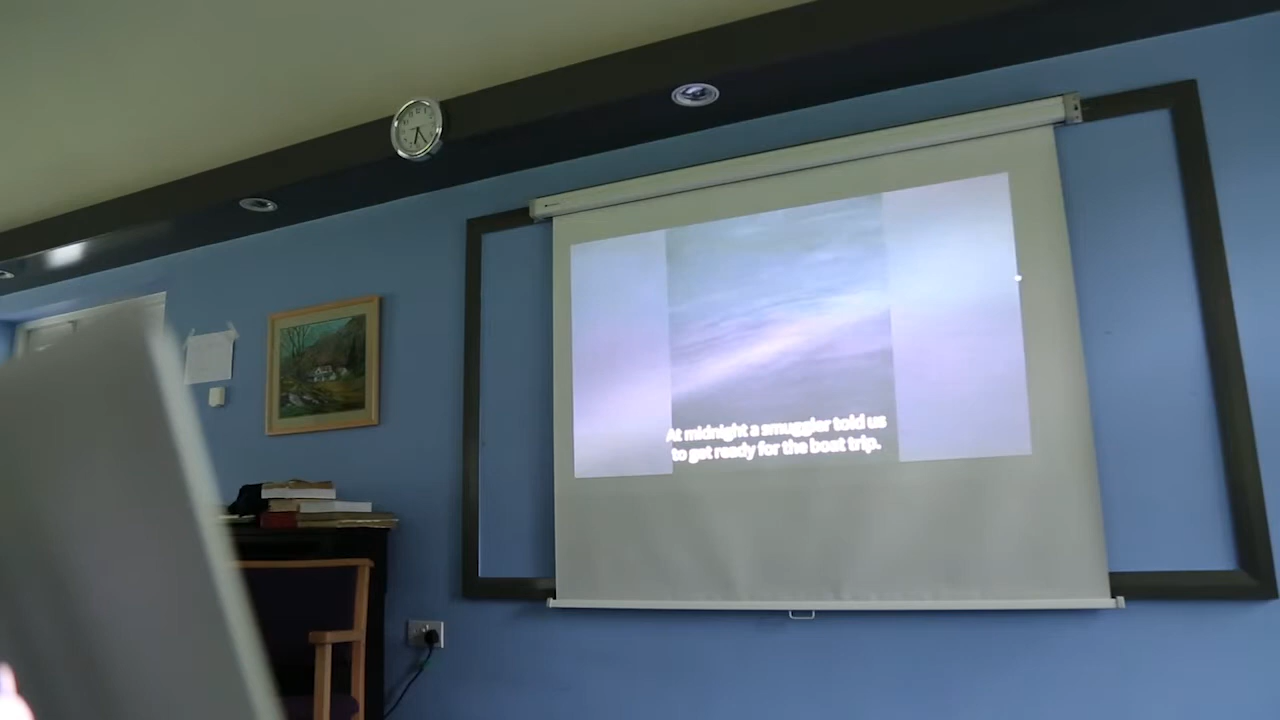 At midnight a smuggler told us
to get ready for the boat trip.